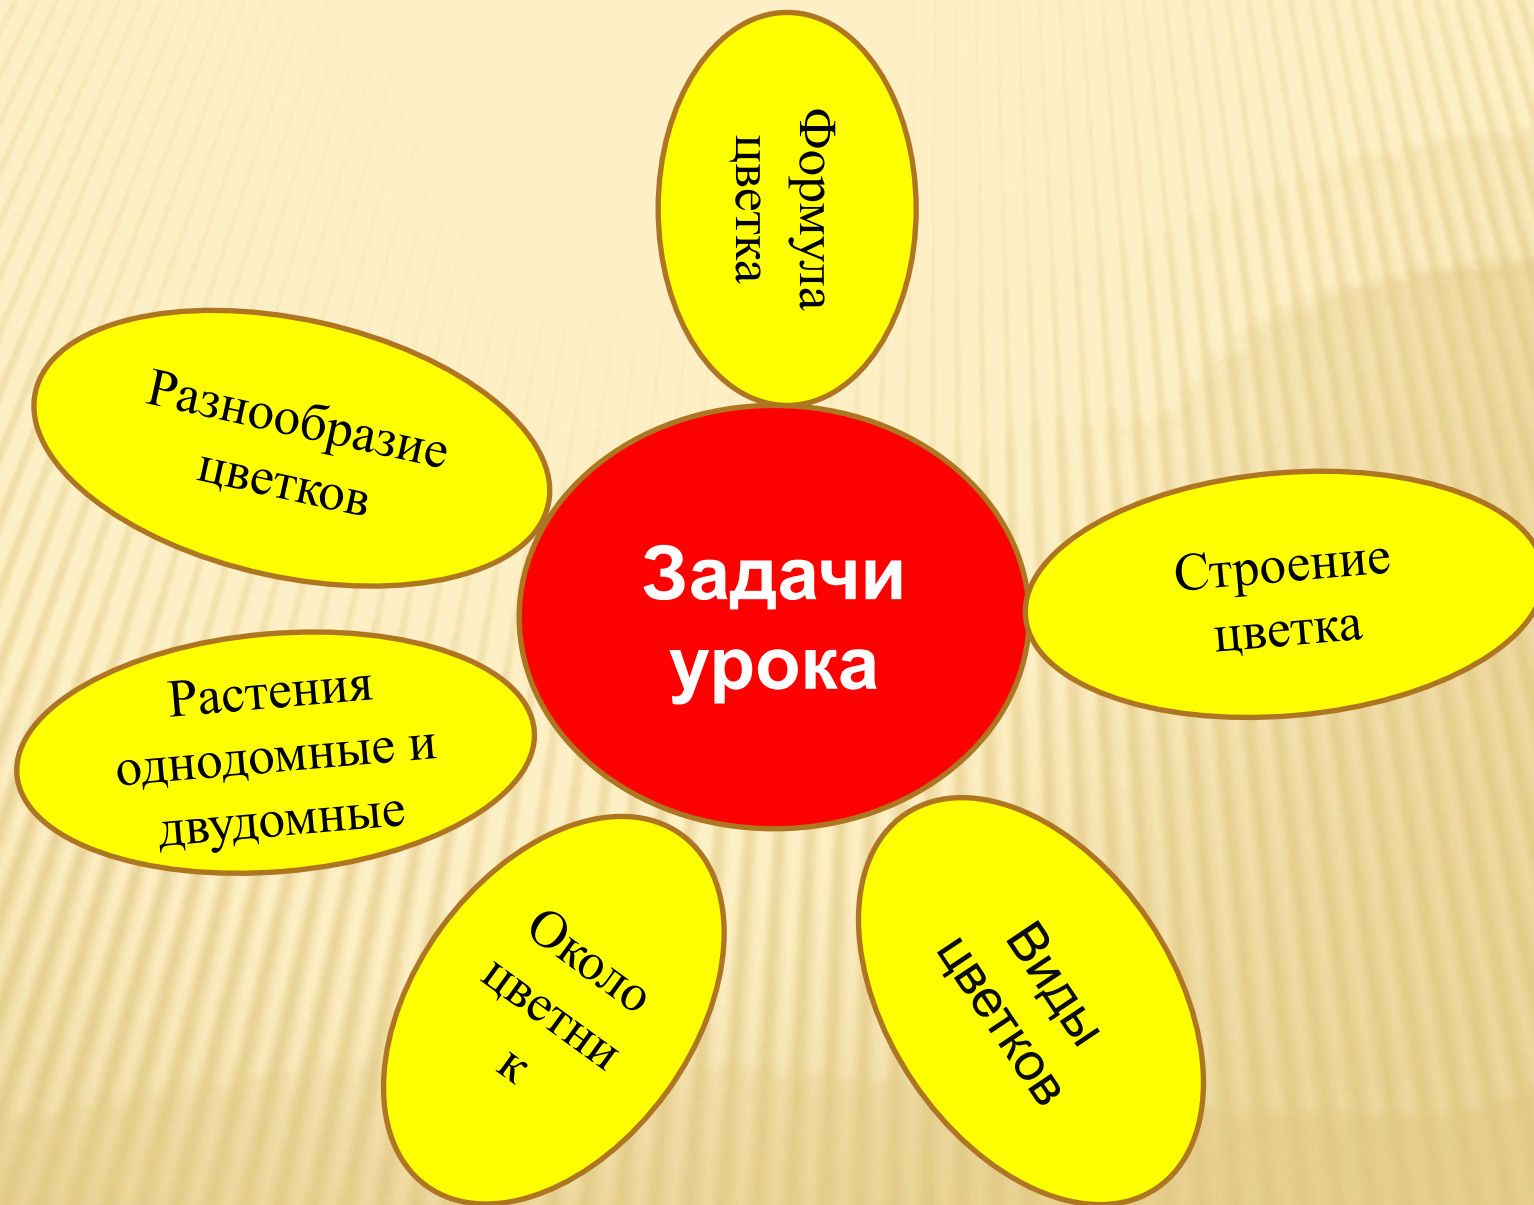 Формула
цветка
Разнообразие
цветков
Задачи
урока
Строение
цветка
Растения
однодомные и
двудомные
Около
цветни
к
Виды
цветков